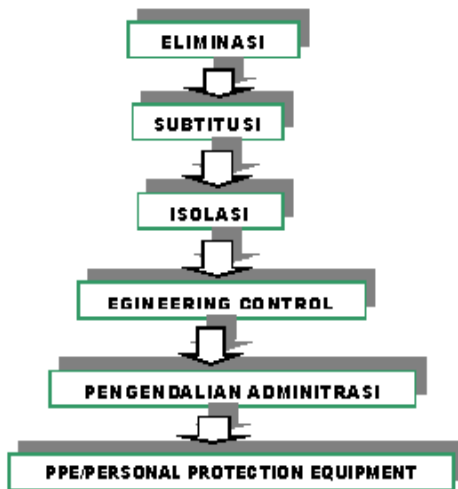 ELIMINASI
SUBTITUSI
ISOLASI
EGINEERING CONTROL
PENGENDALIAN ADMINITRASI
PPE/PERSONAL PROTECTION EQUIPMENT